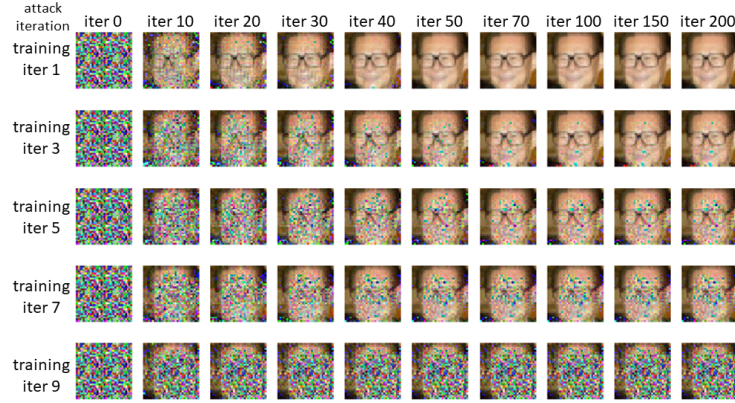 attack
iteration
iter 0 iter 10 iter 20 iter 30 iter 40 iter 50 iter 70 iter 100 iter 150 iter 200
training
iter 1
training
iter 3
training
iter 5
training
iter 7
training
iter 9